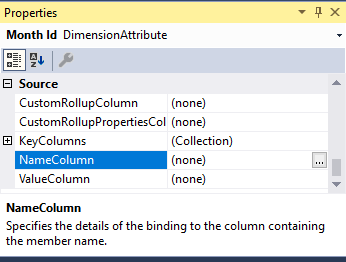 Properties
Month Id DimensionAttribute
Source
CustomRollupColumn (none)
CustomRollupPropertiesCol (none)
KeyColumns (Collection)
NameColumn (none) ...
ValueColumn (none)
NameColumn
Specifies the details of the binding to the column containing
the member name.